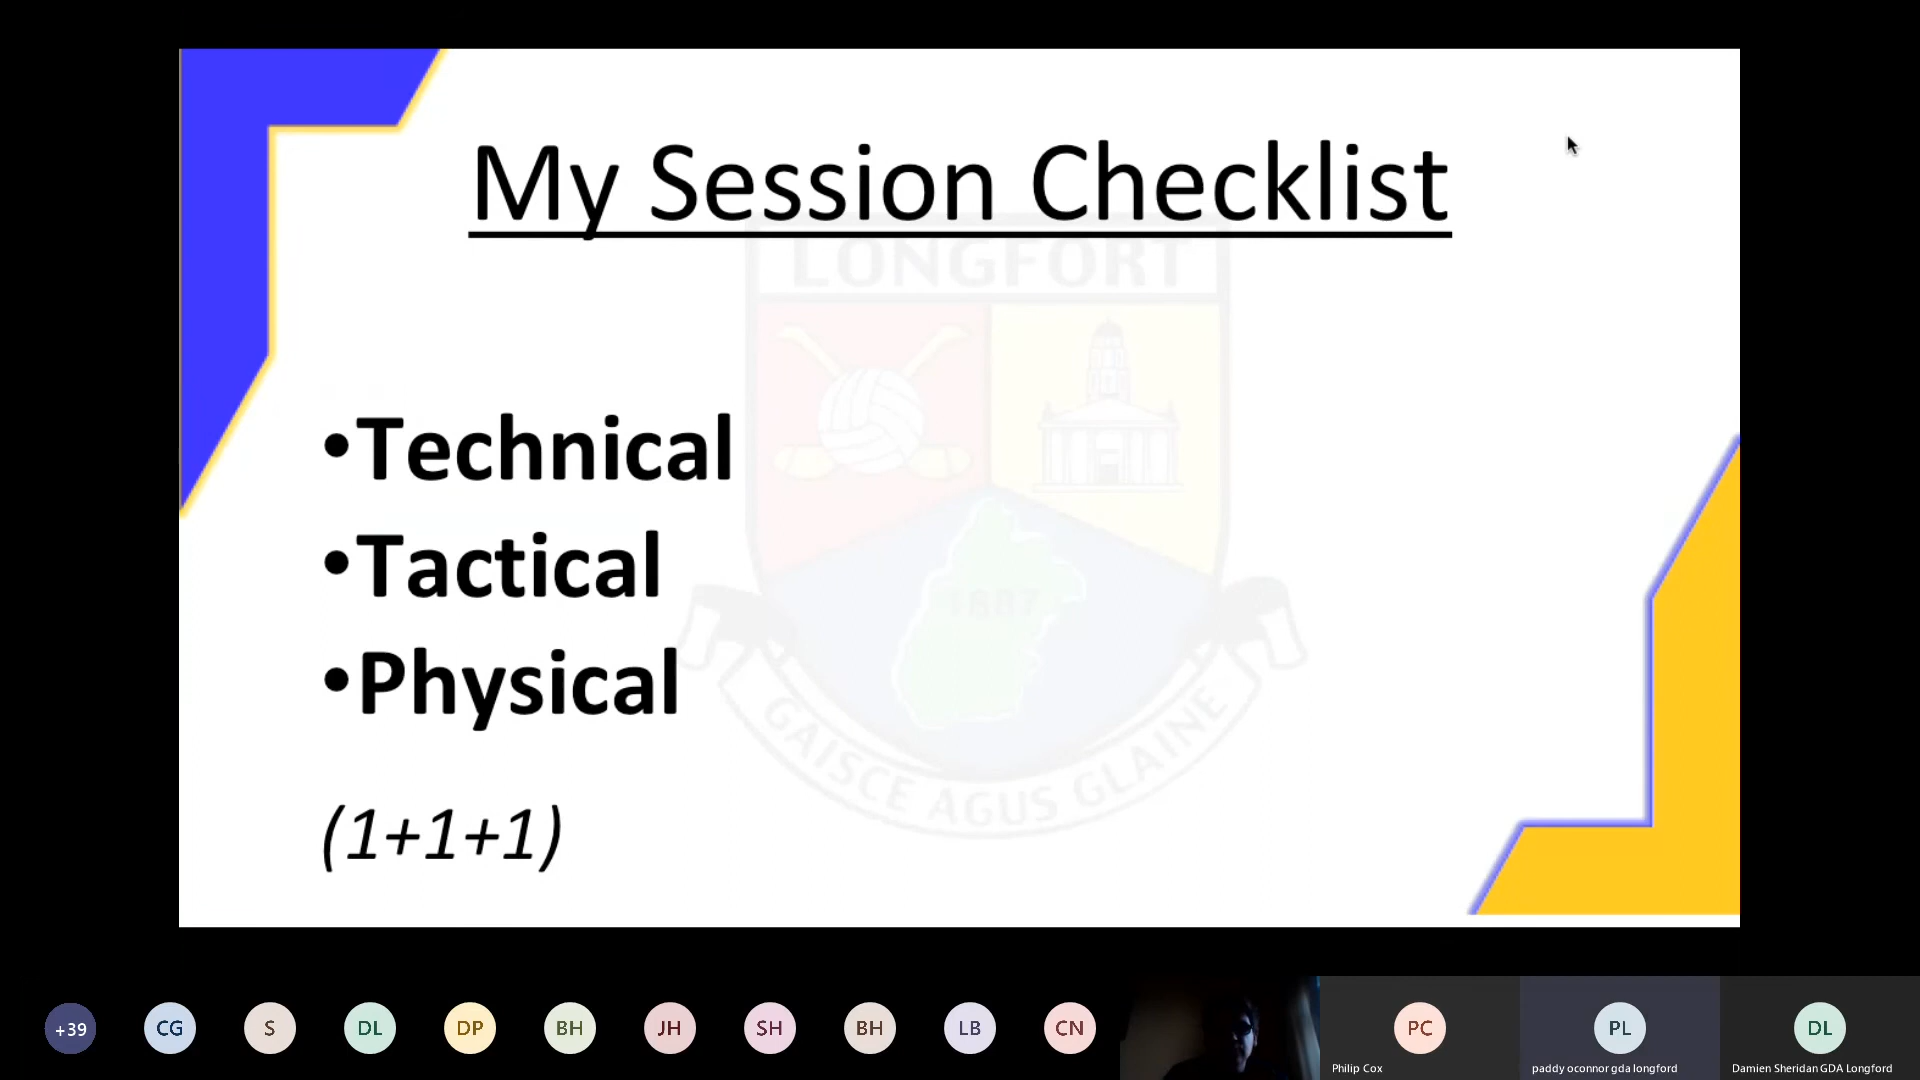 My Session Checklist
LONGFORT
•Technical
•Tactical
•Physical
1887
GAISCE AGUS GLAINE
(1+1+1)
+39
CG
S
DL
DP
BH
JH
SH
BH
LB
CN
PC
PL
DL
Philip Cox
paddy oconnor gda longford
Damien Sheridan GDA Longford